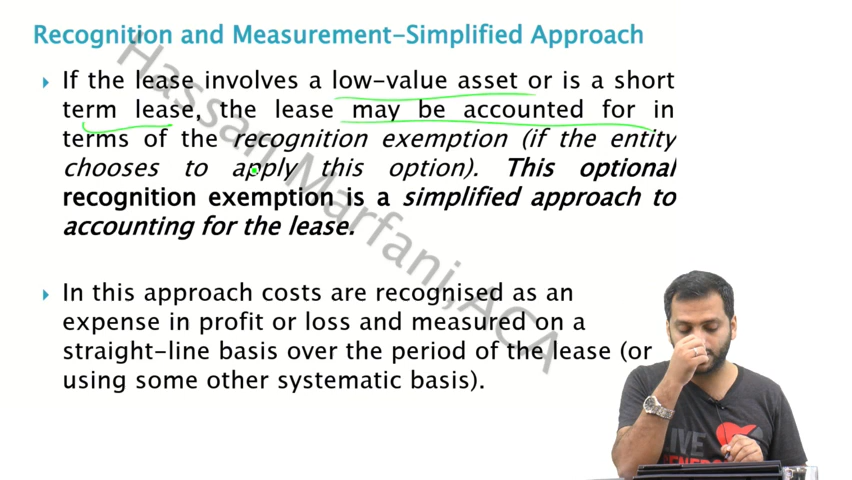 Recognition and Measurement-Simplified Approach
If the lease involves a low-value asset or is a short
term lease, the lease may be accounted for in
terms of the recognition exemption (if the entity
chooses to apply this option). This optional
recognition exemption is a simplified approach to
accounting for the lease.
In this approach costs are recognised as an
expense in profit or loss and measured on a
straight-line basis over the period of the lease (or
using some other systematic basis).
Hassan Marfani,ACA
LIVE